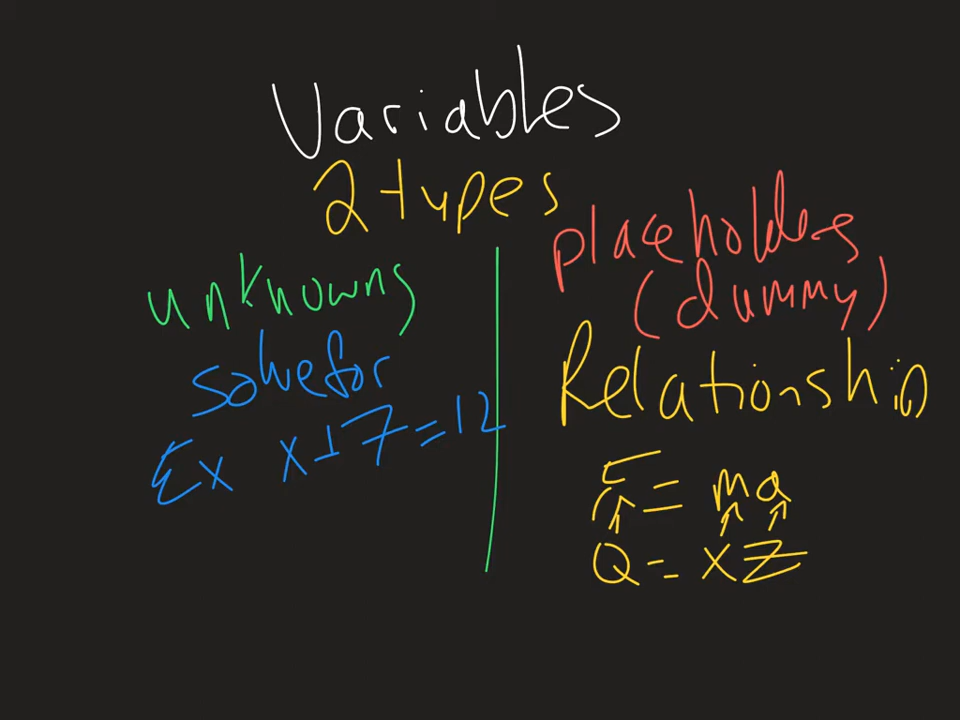 Variables
2 types
unknowns
solve for
Ex x+7=12
placeholders
(dummy)
Relationship
F = ma
↑ ↑ ↑
Q = xz